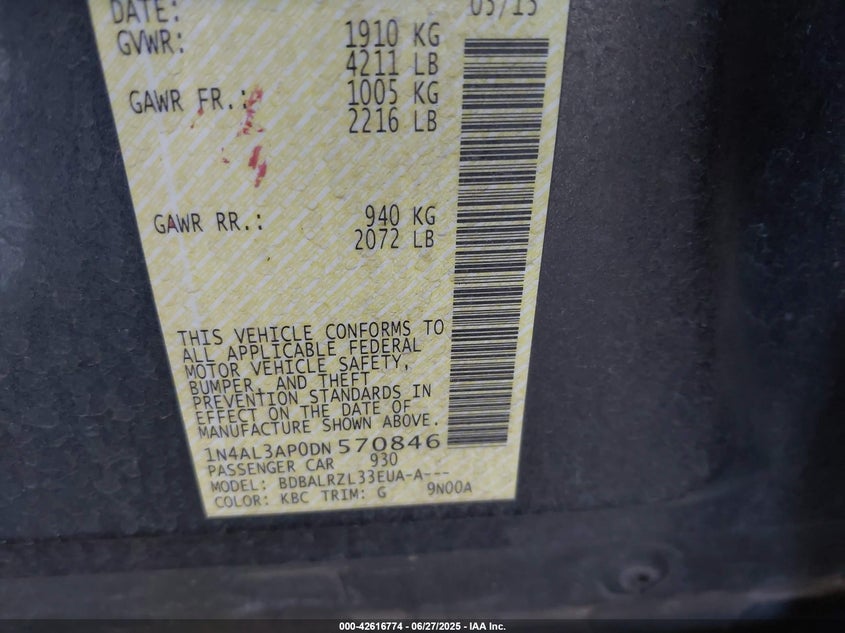 DATE:
GVWR: 1910 KG
4211 LB
GAWR FR.: 1005 KG
2216 LB
GAWR RR.: 940 KG
2072 LB
THIS VEHICLE CONFORMS TO
ALL APPLICABLE FEDERAL
MOTOR VEHICLE SAFETY,
BUMPER, AND THEFT
PREVENTION STANDARDS IN
EFFECT ON THE DATE OF
MANUFACTURE SHOWN ABOVE.
1N4AL3AP0DN570846
PASSENGER CAR 930
MODEL: BDBALRZL33EUA-A---
COLOR: KBC TRIM: G 9N00A
000-42616774 - 06/27/2025 - IAA Inc.